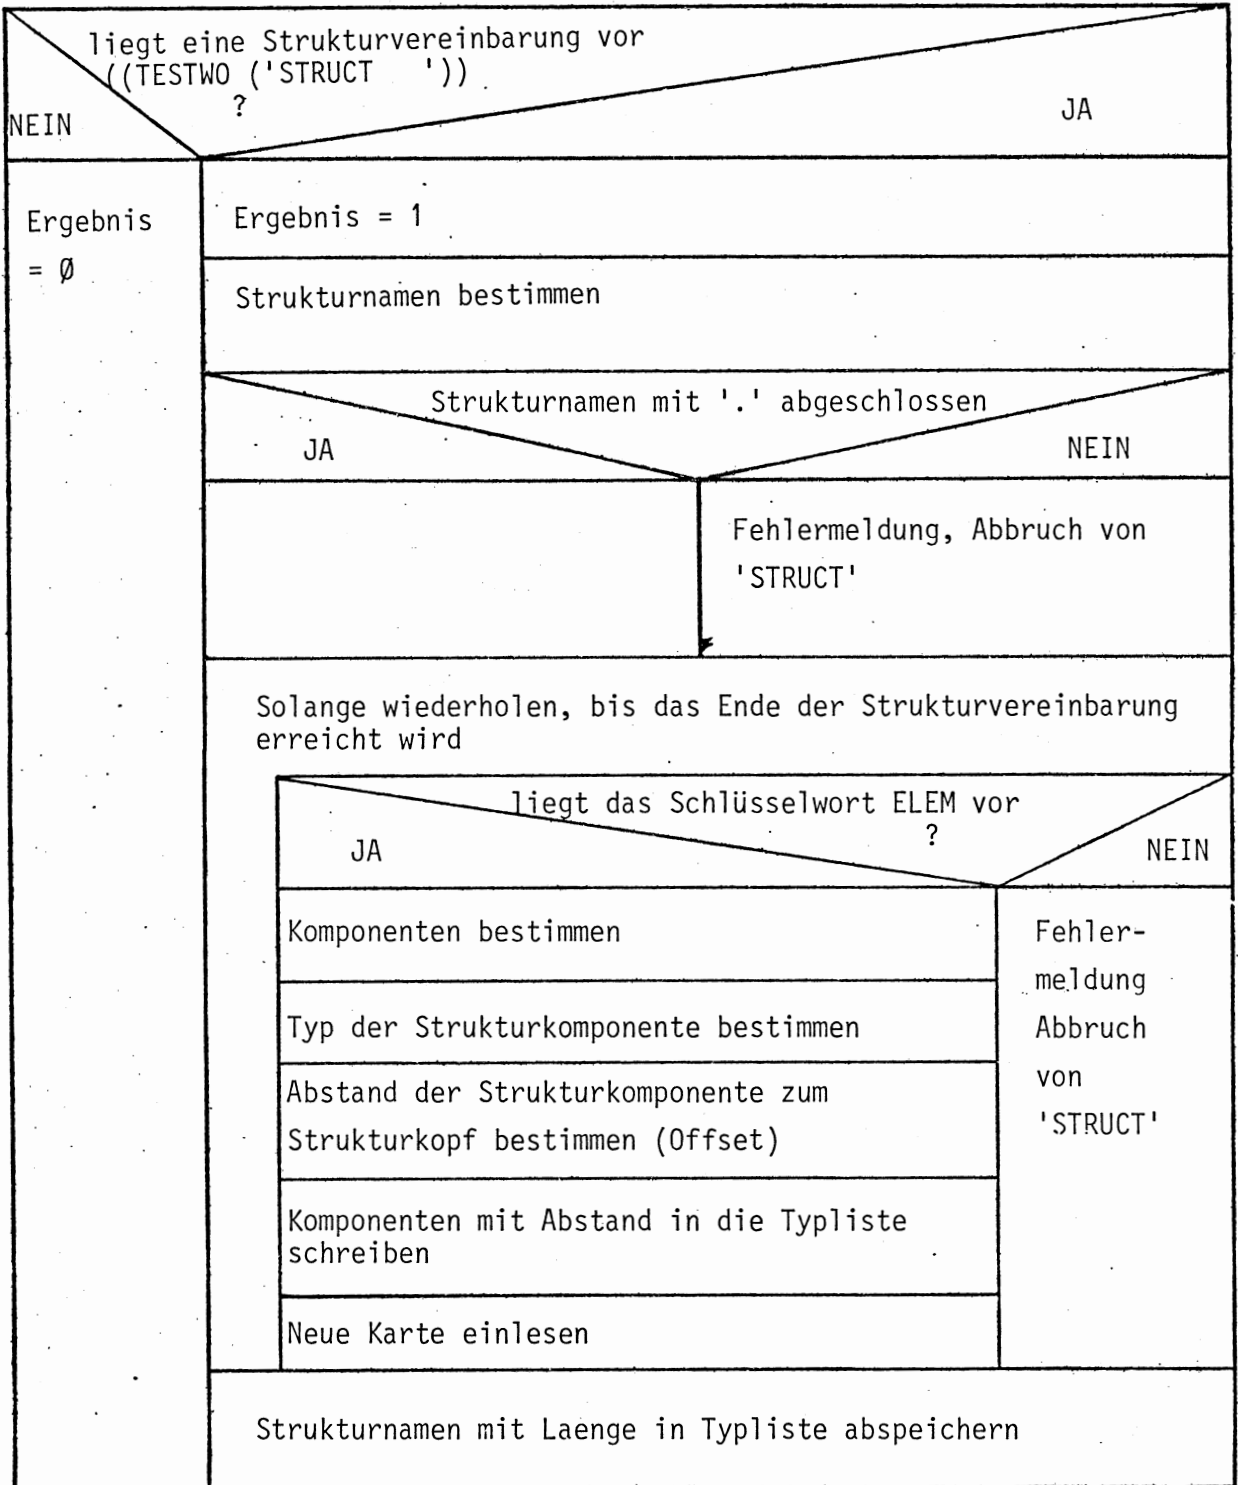 liegt eine Strukturvereinbarung vor
((TESTWO ('STRUCT   '))
?
NEIN
JA
Ergebnis
= Ø
Ergebnis = 1
Strukturnamen bestimmen
Strukturnamen mit '.' abgeschlossen
JA
NEIN
Fehlermeldung, Abbruch von
'STRUCT'
Solange wiederholen, bis das Ende der Strukturvereinbarung
erreicht wird
liegt das Schlüsselwort ELEM vor
?
JA
NEIN
Komponenten bestimmen
Typ der Strukturkomponente bestimmen
Abstand der Strukturkomponente zum
Strukturkopf bestimmen (Offset)
Komponenten mit Abstand in die Typliste
schreiben
Neue Karte einlesen
Fehler-
meldung
Abbruch
von
'STRUCT'
Strukturnamen mit Laenge in Typliste abspeichern